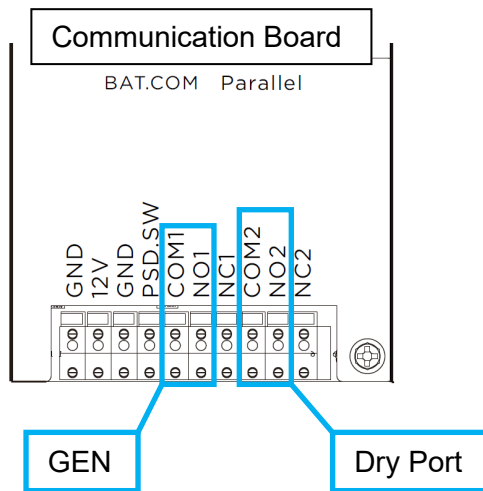 Communication Board
BAT.COM Parallel
GND
12V
GND
PSD.SW
COM1
NO1
NC1
COM2
NO2
NC2
GEN
Dry Port